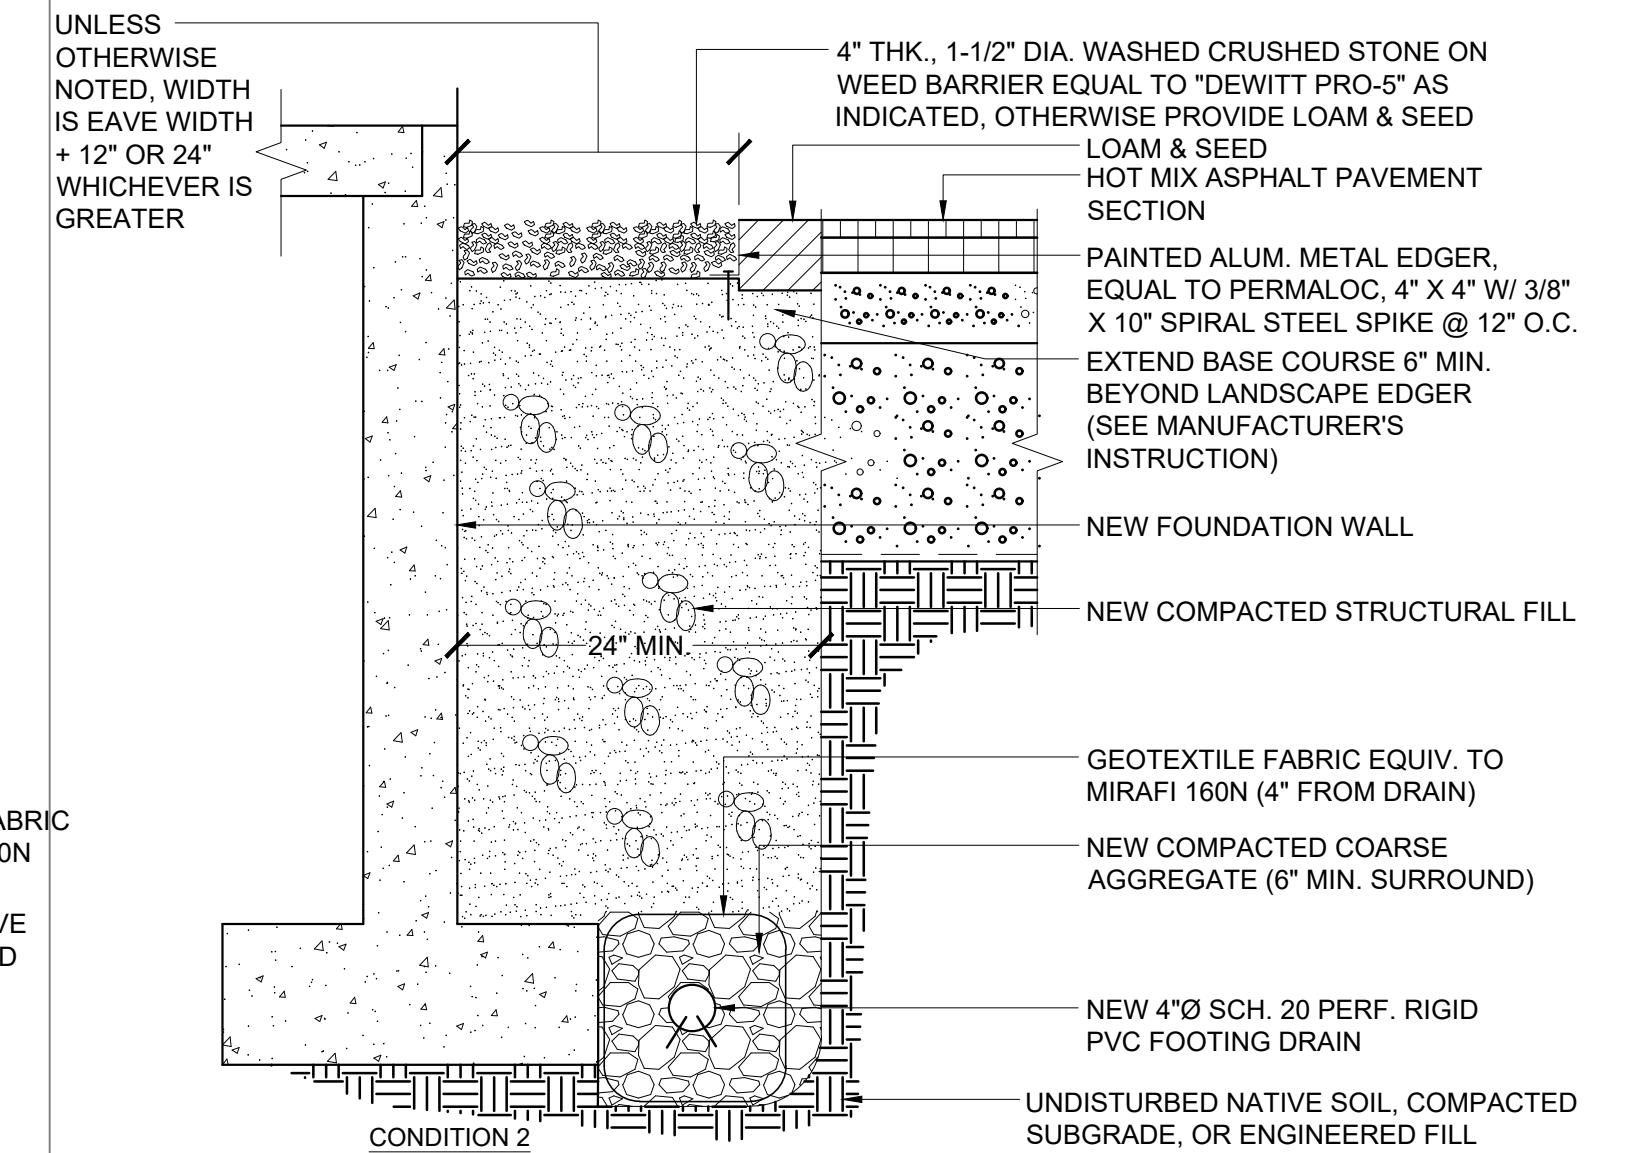 UNLESS
OTHERWISE
NOTED, WIDTH
IS EAVE WIDTH
+ 12" OR 24"
WHICHEVER IS
GREATER
4" THK., 1-1/2" DIA. WASHED CRUSHED STONE ON
WEED BARRIER EQUAL TO "DEWITT PRO-5" AS
INDICATED, OTHERWISE PROVIDE LOAM & SEED
LOAM & SEED
HOT MIX ASPHALT PAVEMENT
SECTION
PAINTED ALUM. METAL EDGER,
EQUAL TO PERMALOC, 4" X 4" W/ 3/8"
X 10" SPIRAL STEEL SPIKE @ 12" O.C.
EXTEND BASE COURSE 6" MIN.
BEYOND LANDSCAPE EDGER
(SEE MANUFACTURER'S
INSTRUCTION)
NEW FOUNDATION WALL
NEW COMPACTED STRUCTURAL FILL
24" MIN.
GEOTEXTILE FABRIC EQUIV. TO
MIRAFI 160N (4" FROM DRAIN)
NEW COMPACTED COARSE
AGGREGATE (6" MIN. SURROUND)
NEW 4"Ø SCH. 20 PERF. RIGID
PVC FOOTING DRAIN
UNDISTURBED NATIVE SOIL, COMPACTED
SUBGRADE, OR ENGINEERED FILL
CONDITION 2
ABRIC
0N
VE
D